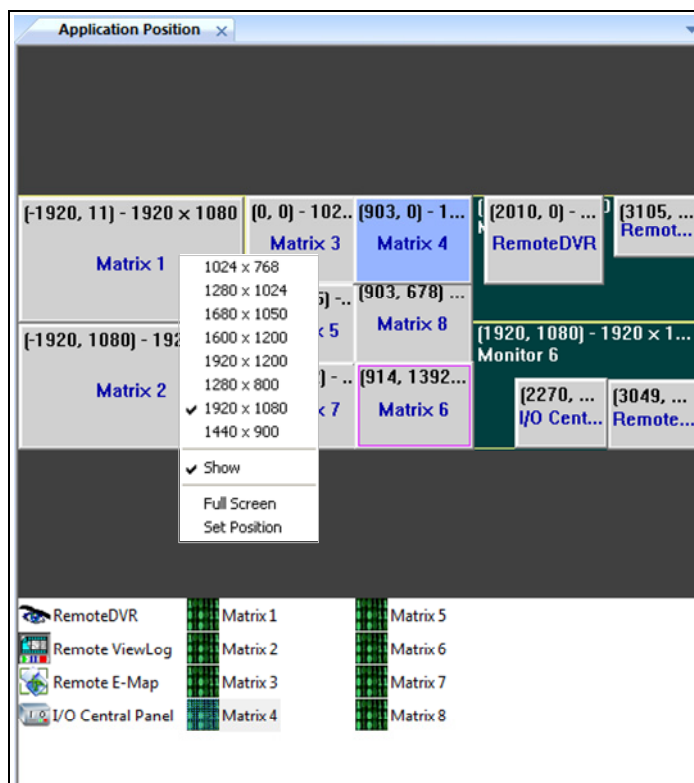 Application Position
(-1920, 11) - 1920 × 1080
(0, 0) - 102..
(903, 0) - 1...
(2010, 0) - ...
(3105, ...
Matrix 1
Matrix 3
Matrix 4
RemoteDVR
Remot...
(903, 678) ...
5
Matrix 8
(-1920, 1080) - 192
(1920, 1080) - 1920 × 1...
Monitor 6
(914, 1392...
(2270, ...
(3049, ...
Matrix 2
7
Matrix 6
I/O Cent...
Remote...
1024 x 768
1280 x 1024
1680 x 1050
1600 x 1200
1920 x 1200
1280 x 800
1920 x 1080
1440 x 900
Show
Full Screen
Set Position
RemoteDVR
Matrix 1
Matrix 5
Remote ViewLog
Matrix 2
Matrix 6
Remote E-Map
Matrix 3
Matrix 7
I/O Central Panel
Matrix 4
Matrix 8